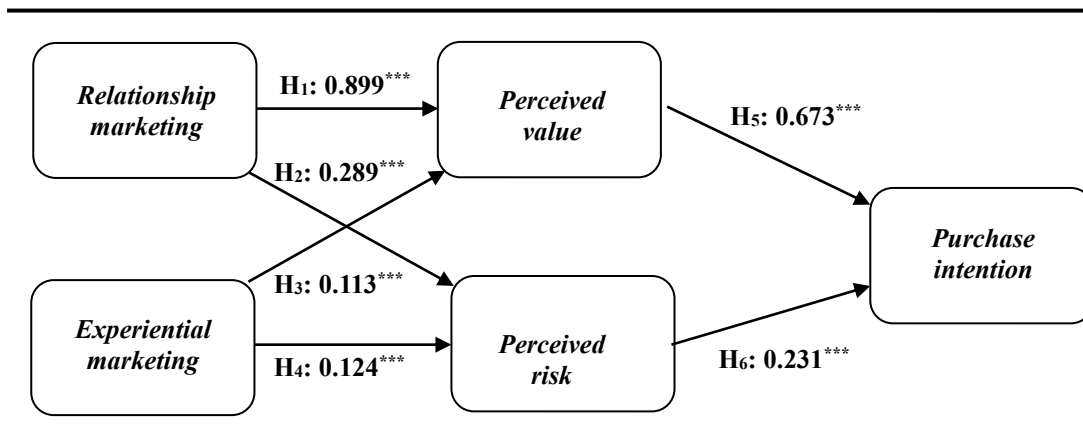 Relationship
marketing
H₁: 0.899***
Perceived
value
H₅: 0.673***
H₂: 0.289***
Purchase
intention
H₃: 0.113***
Experiential
marketing
H₄: 0.124***
Perceived
risk
H₆: 0.231***